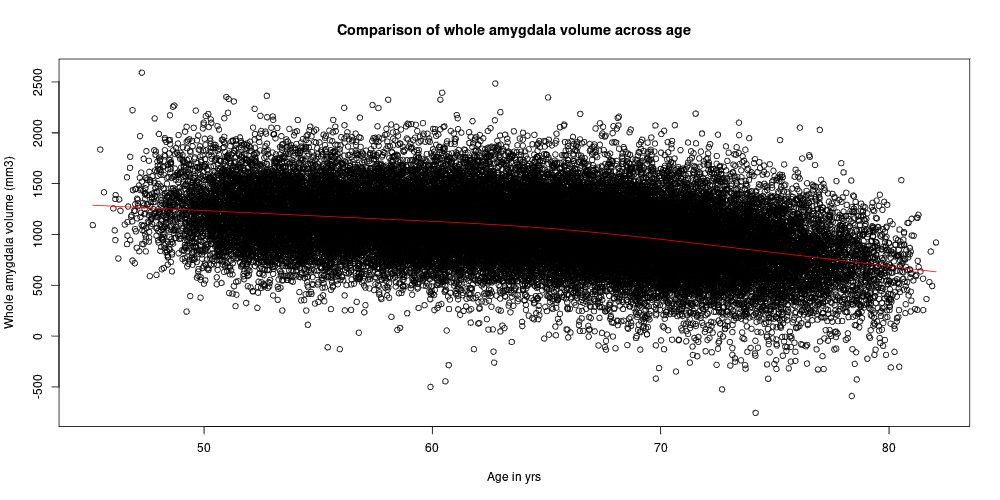 Comparison of whole amygdala volume across age
Whole amygdala volume (mm3)
2500
2000
1500
1000
500
0
-500
50 60 70 80
Age in yrs